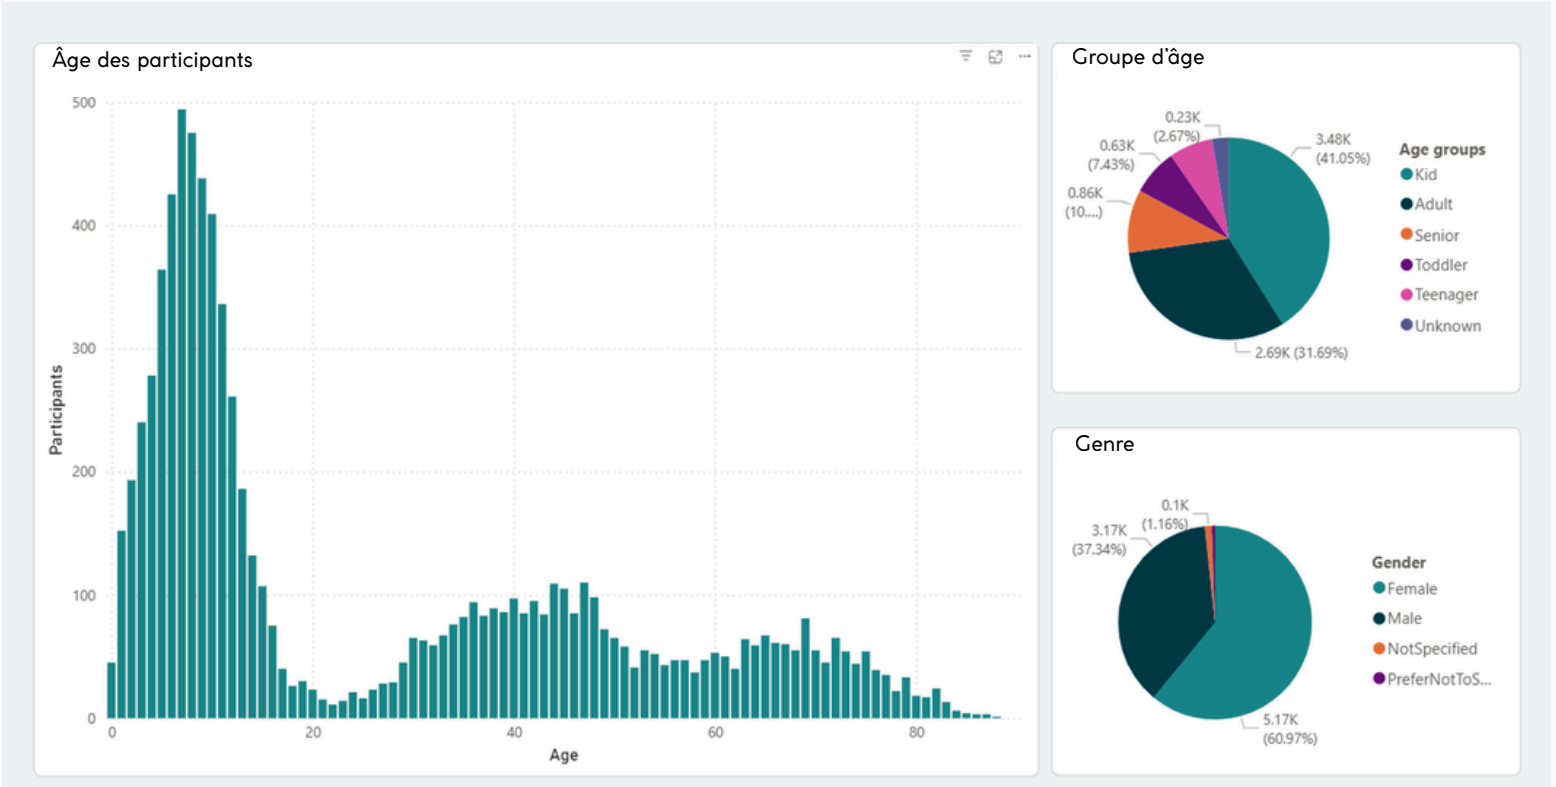 Âge des participants
500
400
300
200
100
0
Participants
0
20
40
60
80
Age
Groupe d'âge
0.23K
(2.67%)
0.63K
(7.43%)
0.86K
(10....)
3.48K
(41.05%)
2.69K (31.69%)
Age groups
Kid
Adult
Senior
Toddler
Teenager
Unknown
Genre
0.1K
(1.16%)
3.17K
(37.34%)
5.17K
(60.97%)
Gender
Female
Male
NotSpecified
PreferNotToS...